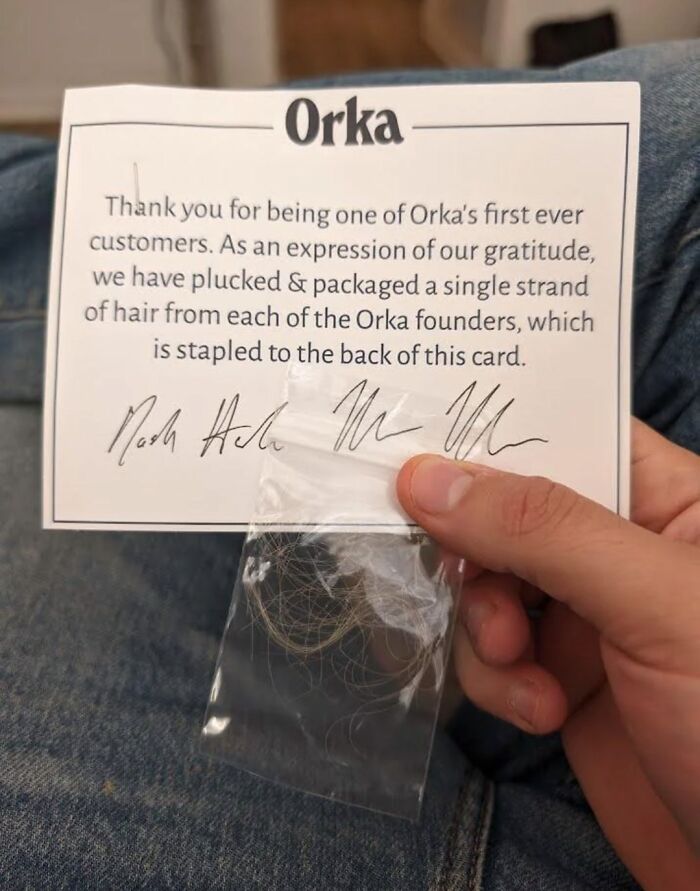 Orka
Thank you for being one of Orka's first ever
customers. As an expression of our gratitude,
we have plucked & packaged a single strand
of hair from each of the Orka founders, which
is stapled to the back of this card.